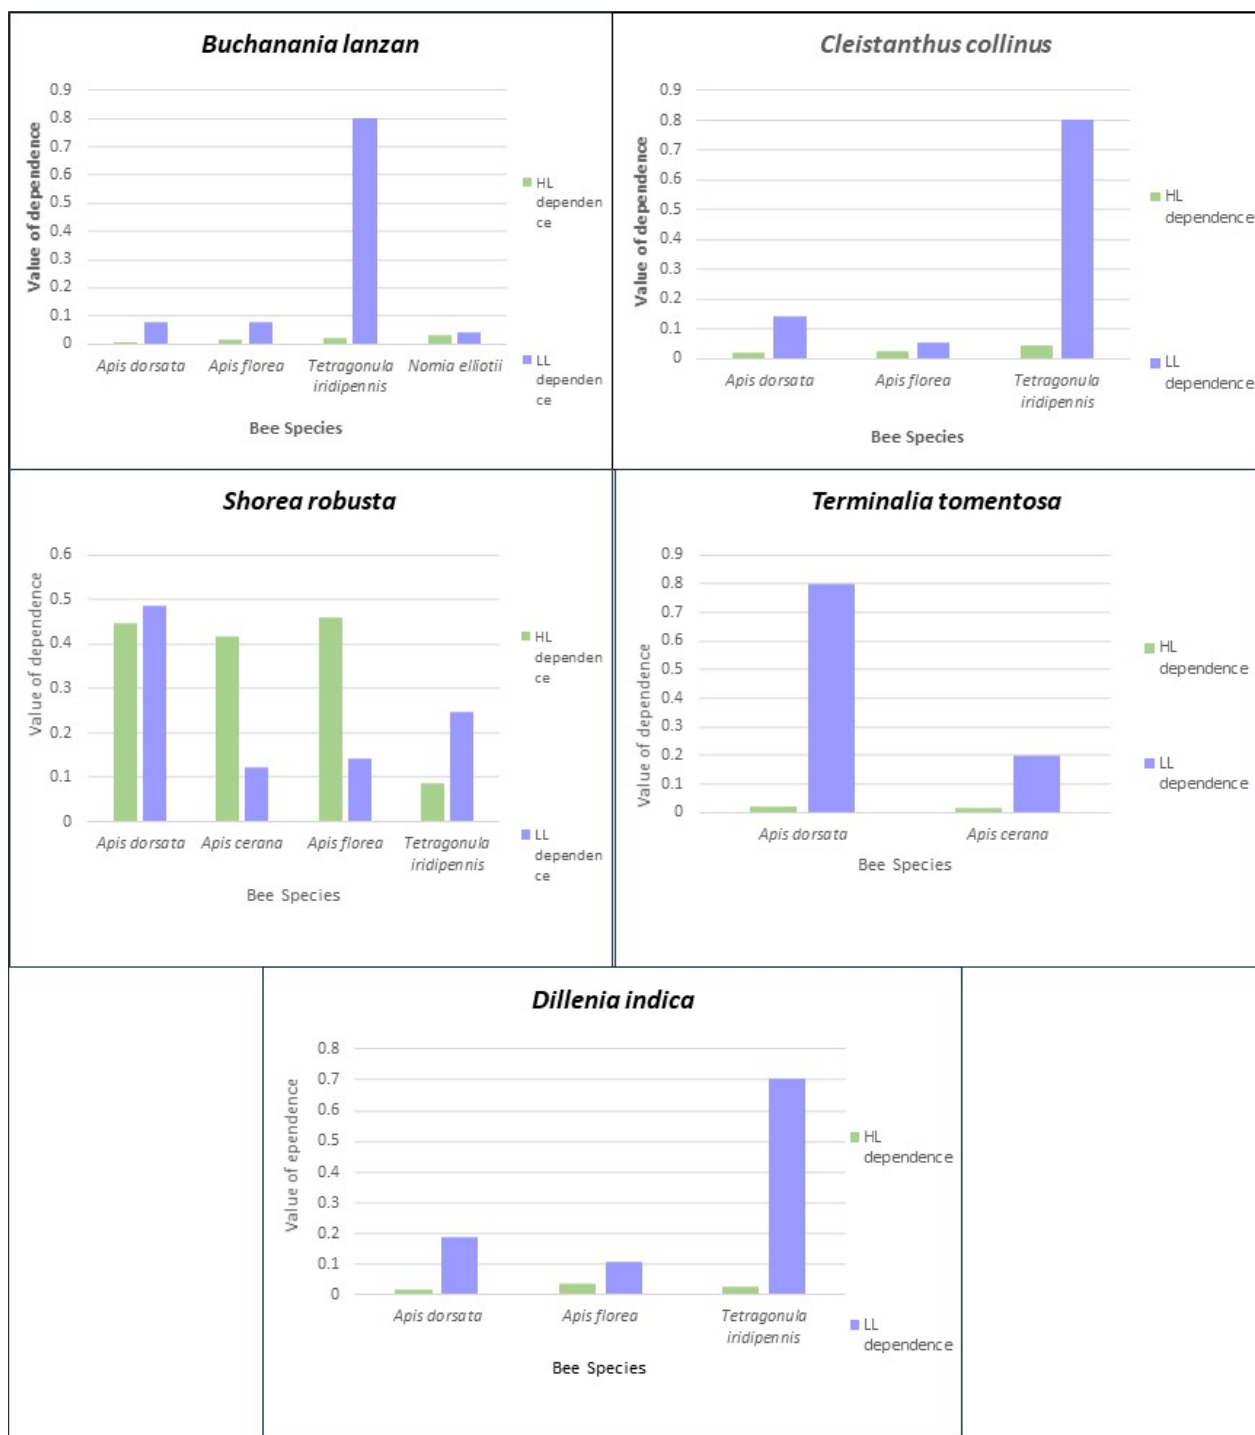 Buchanania lanzan
0.9
0.8
0.7
0.6
0.5
0.4
0.3
0.2
0.1
0
Value of dependence
Apis dorsata
Apis florea
Tetragonula
iridipennis
Nomia elliotii
Bee Species
HL
dependen
ce
LL
dependen
ce
Cleistanthus collinus
0.9
0.8
0.7
0.6
0.5
0.4
0.3
0.2
0.1
0
Value of dependence
Apis dorsata
Apis florea
Tetragonula
iridipennis
Bee Species
HL
dependence
LL
dependence
Shorea robusta
0.6
0.5
0.4
0.3
0.2
0.1
0
Value of dependence
Apis dorsata
Apis cerana
Apis florea
Tetragonula
iridipennis
Bee Species
HL
dependen
ce
LL
dependen
ce
Terminalia tomentosa
0.9
0.8
0.7
0.6
0.5
0.4
0.3
0.2
0.1
0
Value of dependence
Apis dorsata
Apis cerana
Bee Species
HL
dependence
LL
dependence
Dillenia indica
0.8
0.7
0.6
0.5
0.4
0.3
0.2
0.1
0
Value of ependence
Apis dorsata
Apis florea
Tetragonula
iridipennis
Bee Species
HL
dependence
LL
dependence